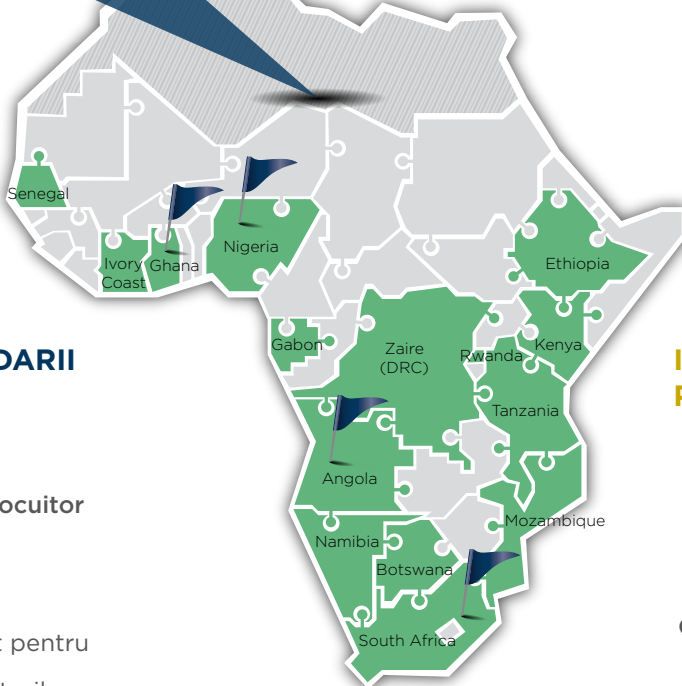 Senegal
Nigeria
Ivory
Coast
Ghana
Ethiopia
Gabon
Zaire
(DRC)
Rwanda
Kenya
DARII
Tanzania
Angola
ocuitor
Mozambique
Namibia
Botswana
South Africa
pentru